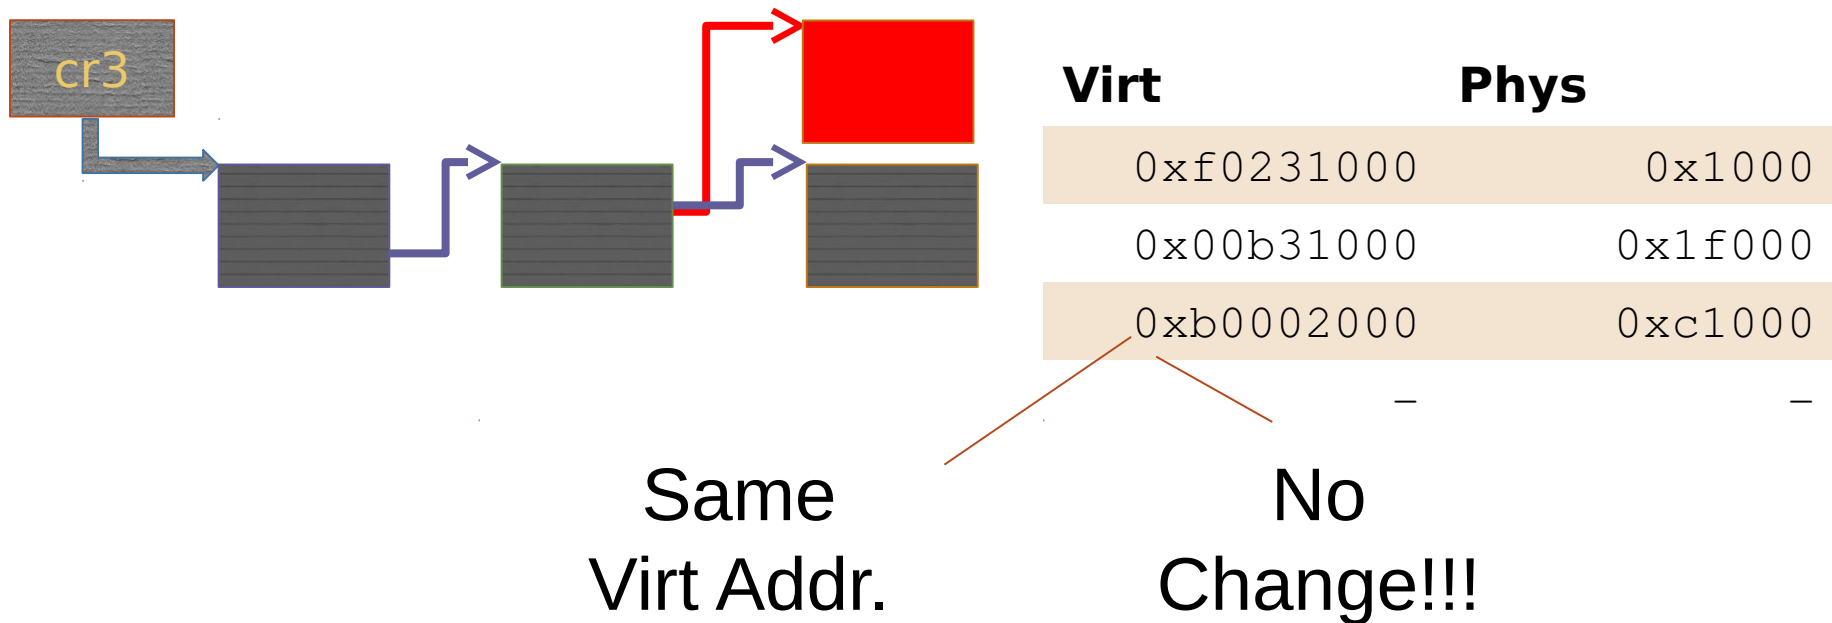 cr3
Virt Phys
0xf0231000 0x1000
0x00b31000 0x1f000
0xb0002000 0xc1000
– –
Same
Virt Addr.
No
Change!!!